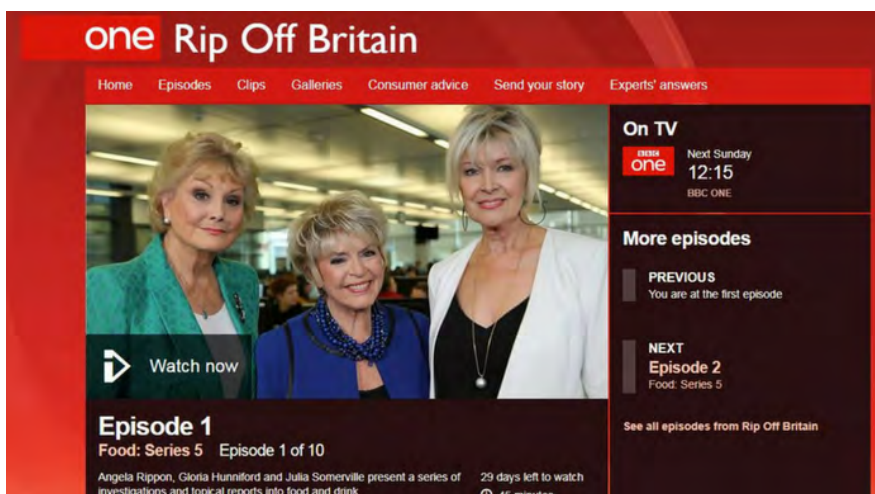 one Rip Off Britain
Home Episodes Clips Galleries Consumer advice Send your story Experts' answers
On TV
BBC
one
Next Sunday
12:15
BBC ONE
More episodes
PREVIOUS
You are at the first episode
NEXT
Episode 2
Food: Series 5
See all episodes from Rip Off Britain
Watch now
Episode 1
Food: Series 5 Episode 1 of 10
Angela Rippon, Gloria Hunniford and Julia Somerville present a series of
investigations and topical reports into food and drink
29 days left to watch
45 minutes